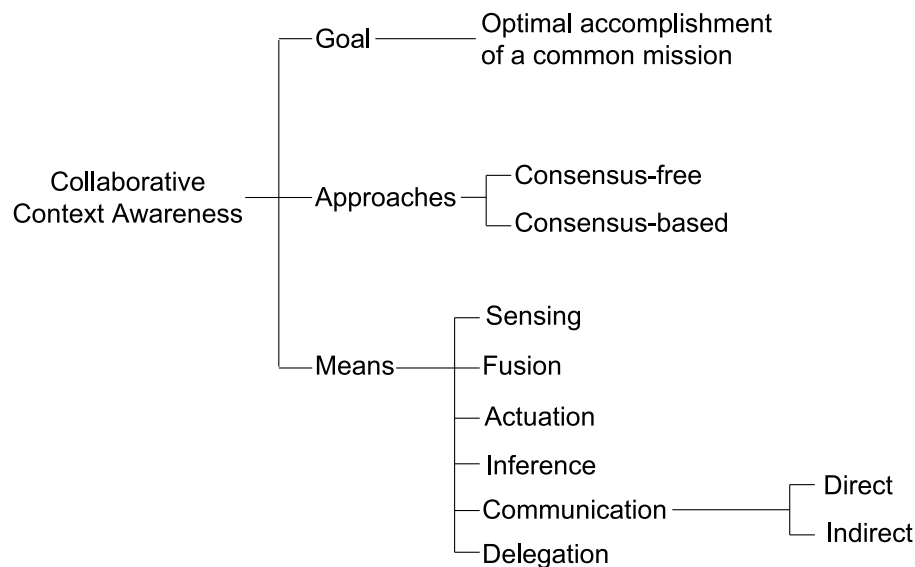 Collaborative
Context Awareness
Goal
Optimal accomplishment
of a common mission
Approaches
Consensus-free
Consensus-based
Means
Sensing
Fusion
Actuation
Inference
Communication
Direct
Indirect
Delegation